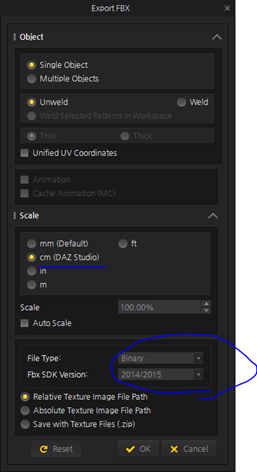 Export FBX
Object
Single Object
Multiple Objects
Unweld Weld
Weld Selected Patterns in Workspace
Thin Thick
Unified UV Coordinates
Animation
Cache Animation (MC)
Scale
mm (Default) ft
cm (DAZ Studio)
in
m
Scale 100.00%
Auto Scale
File Type: Binary
Fbx SDK Version: 2014/2015
Relative Texture Image File Path
Absolute Texture Image File Path
Save with Texture Files (.zip)
Reset OK Cancel